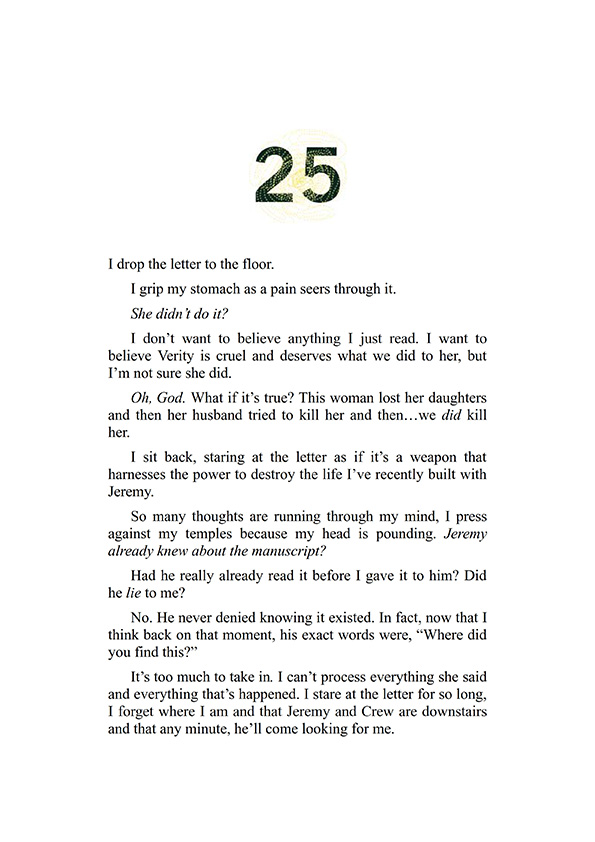 25
I drop the letter to the floor.
I grip my stomach as a pain seers through it.
She didn’t do it?
I don’t want to believe anything I just read. I want to
believe Verity is cruel and deserves what we did to her, but
I’m not sure she did.
Oh, God. What if it’s true? This woman lost her daughters
and then her husband tried to kill her and then…we did kill
her.
I sit back, staring at the letter as if it’s a weapon that
harnesses the power to destroy the life I’ve recently built with
Jeremy.
So many thoughts are running through my mind, I press
against my temples because my head is pounding. Jeremy
already knew about the manuscript?
Had he really already read it before I gave it to him? Did
he lie to me?
No. He never denied knowing it existed. In fact, now that I
think back on that moment, his exact words were, “Where did
you find this?”
It’s too much to take in. I can’t process everything she said
and everything that’s happened. I stare at the letter for so long,
I forget where I am and that Jeremy and Crew are downstairs
and that any minute, he’ll come looking for me.